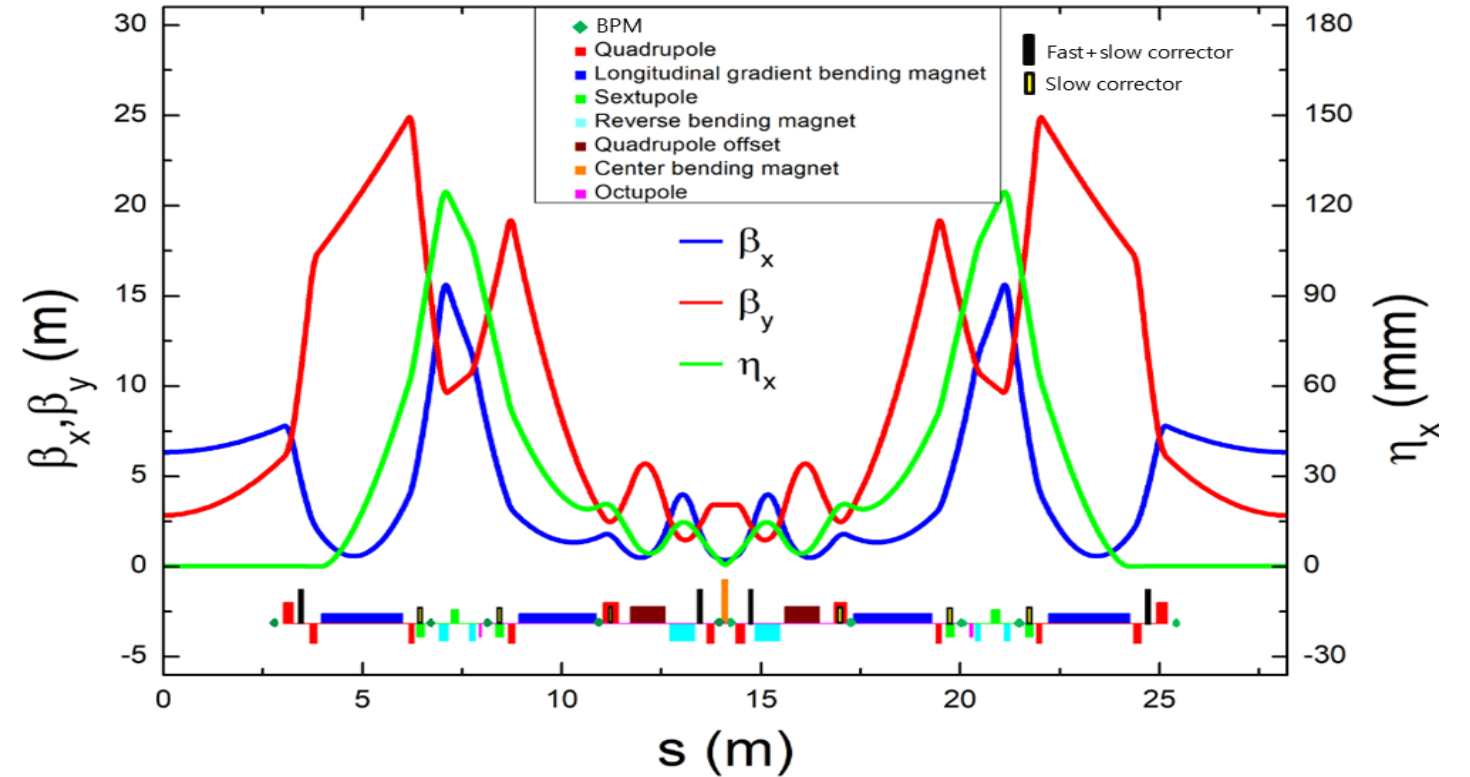 BPM
Quadrupole
Longitudinal gradient bending magnet
Sextupole
Reverse bending magnet
Quadrupole offset
Center bending magnet
Octupole
Fast+slow corrector
Slow corrector
βx
βy
ηx
βx,βy (m)
30
25
20
15
10
5
0
-5
180
150
120
90
60
30
0
-30
ηx (mm)
0 5 10 15 20 25
s (m)